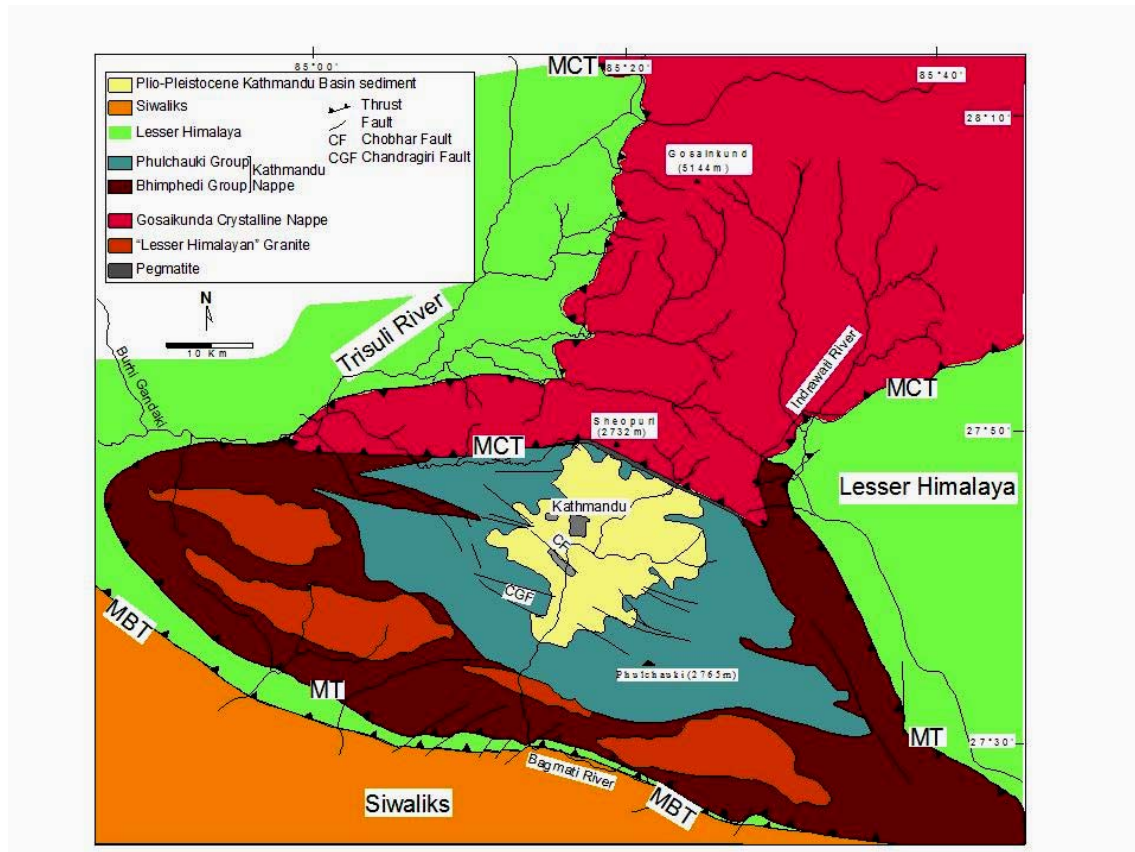 85°00'
MCT
85°20'
85°40'
Plio-Pleistocene Kathmandu Basin sediment
Siwaliks
Thrust
Lesser Himalaya
Fault
CF Chobhar Fault
CGF Chandragiri Fault
Phulchauki Group
Kathmandu
Bhimphedi Group
Nappe
Gosaikunda Crystalline Nappe
"Lesser Himalayan" Granite
Pegmatite
28°10'
Gosainkund
(5144m)
N
10 Km
Trisuli River
Burhi Gandaki
Indrawati River
MCT
Sheopuri
(2732m)
27°50'
MCT
Lesser Himalaya
Kathmandu
CF
CGF
MBT
Phulchauki (2765m)
MT
MT
27°30'
Bagmati River
MBT
Siwaliks